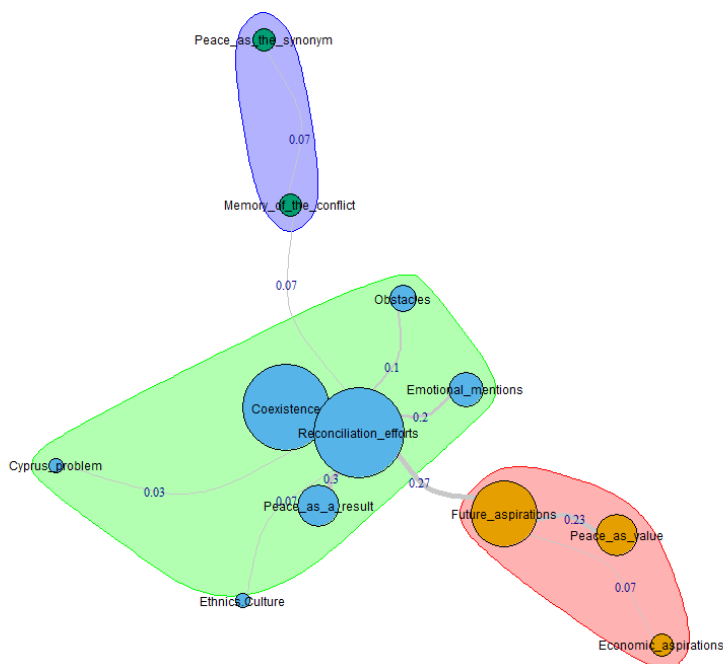 Peace_as_the_synonym
0.07
Memory_of_the_conflict
0.07
Obstacles
0.1
Emotional_mentions
Coexistence
0.2
Reconciliation_efforts
Cyprus_problem
0.03
0.3
0.27
0.07
Peace_as_a_result
Future_aspirations
0.23
Peace_as_value
0.07
Ethnics_Culture
Economic_aspirations